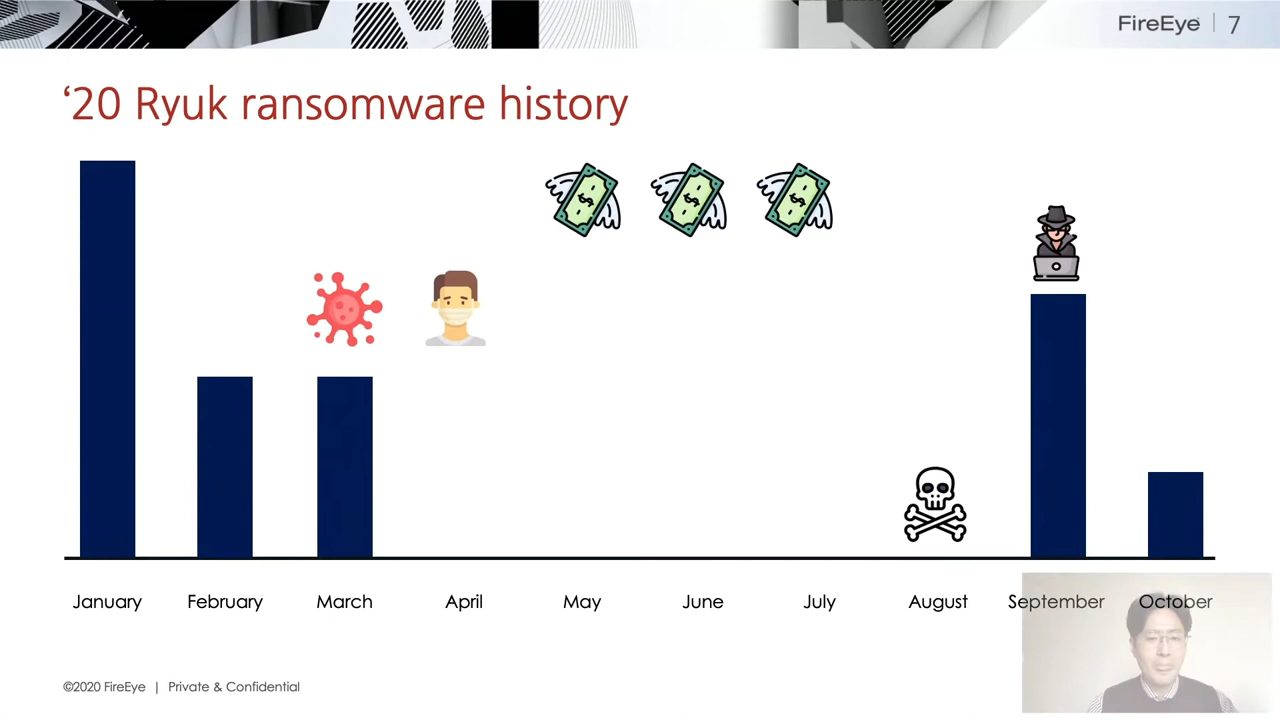 FireEye | 7
‘20 Ryuk ransomware history
$ $ $
January February March April May June July August September October
©2020 FireEye | Private & Confidential